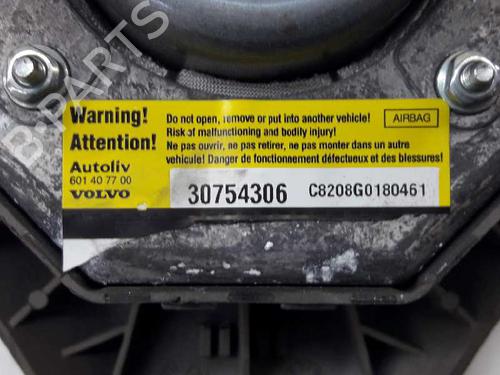 B-PARTS
Warning!
Attention!
Autoliv
601 40 77 00
VOLVO
Do not open, remove or put into another vehicle!
Risk of malfunctioning and bodily injury!
Ne pas ouvrir, ne pas retirer, ne pas monter dans un autre
vehicule! Danger de fonctionnement défectueux et des blessures!
AIRBAG
30754306 C8208G0180461